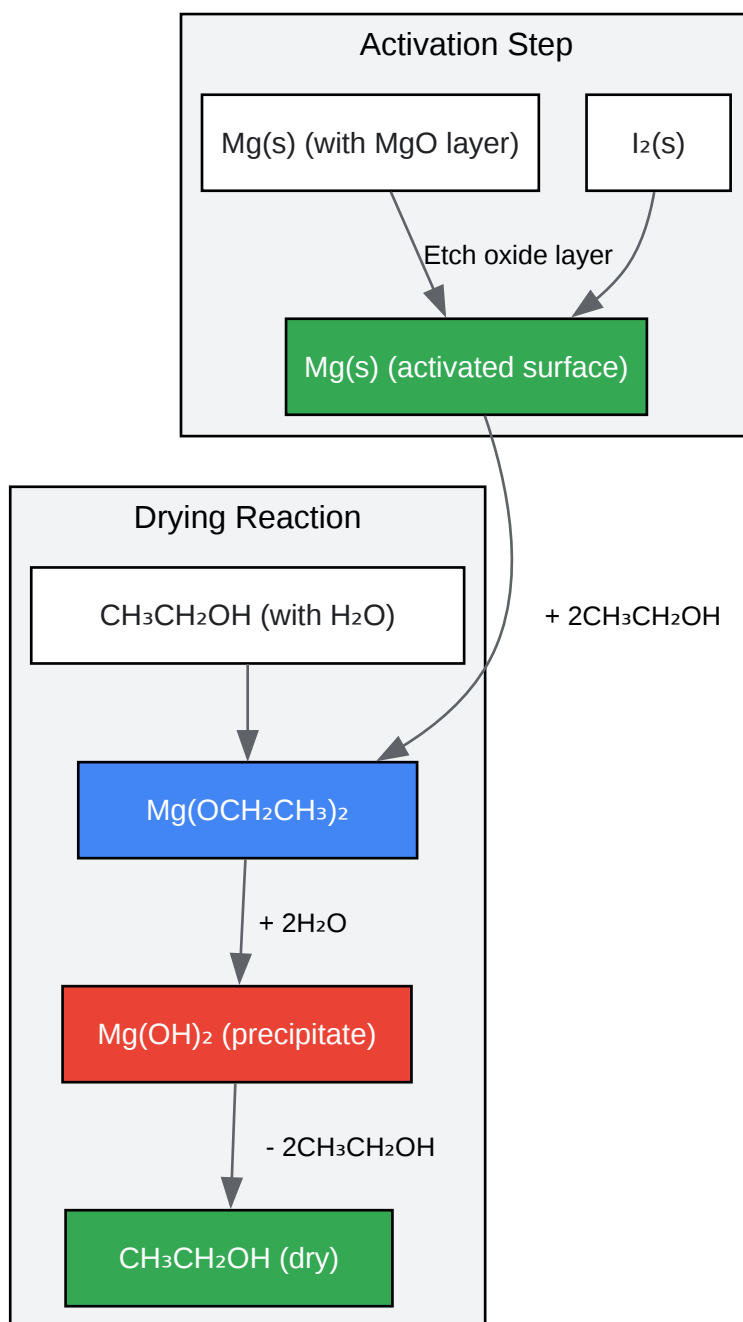 Activation Step
Mg(s) (with MgO layer)
I₂(s)
Etch oxide layer
Mg(s) (activated surface)
Drying Reaction
CH₃CH₂OH (with H₂O)
+ 2CH₃CH₂OH
Mg(OCH₂CH₃)₂
+ 2H₂O
Mg(OH)₂ (precipitate)
- 2CH₃CH₂OH
CH₃CH₂OH (dry)